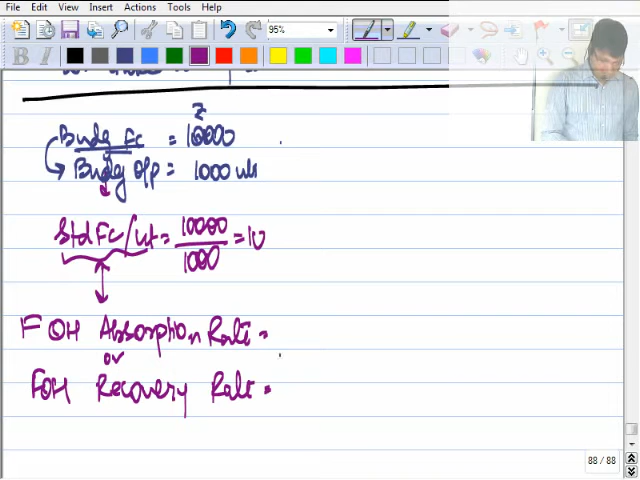 File Edit View Insert Actions Tools Help
95%
B I
Budg FC = 10000
Budg Opp = 1000 uts
Std FC/ut = 10000 / 1000 = 10
FOH Absorption Rate =
or
FOH Recovery Rate =
88 / 88